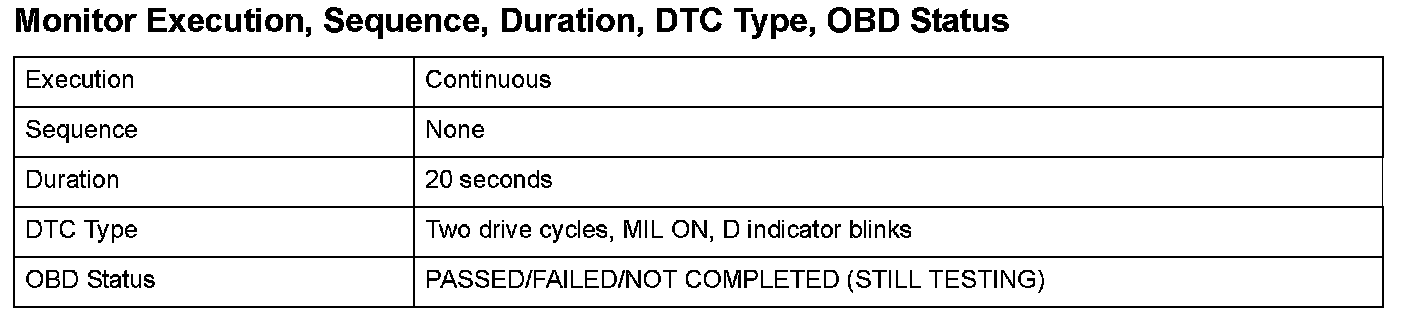 Monitor Execution, Sequence, Duration, DTC Type, OBD Status
Execution Continuous
Sequence None
Duration 20 seconds
DTC Type Two drive cycles, MIL ON, D indicator blinks
OBD Status PASSED/FAILED/NOT COMPLETED (STILL TESTING)